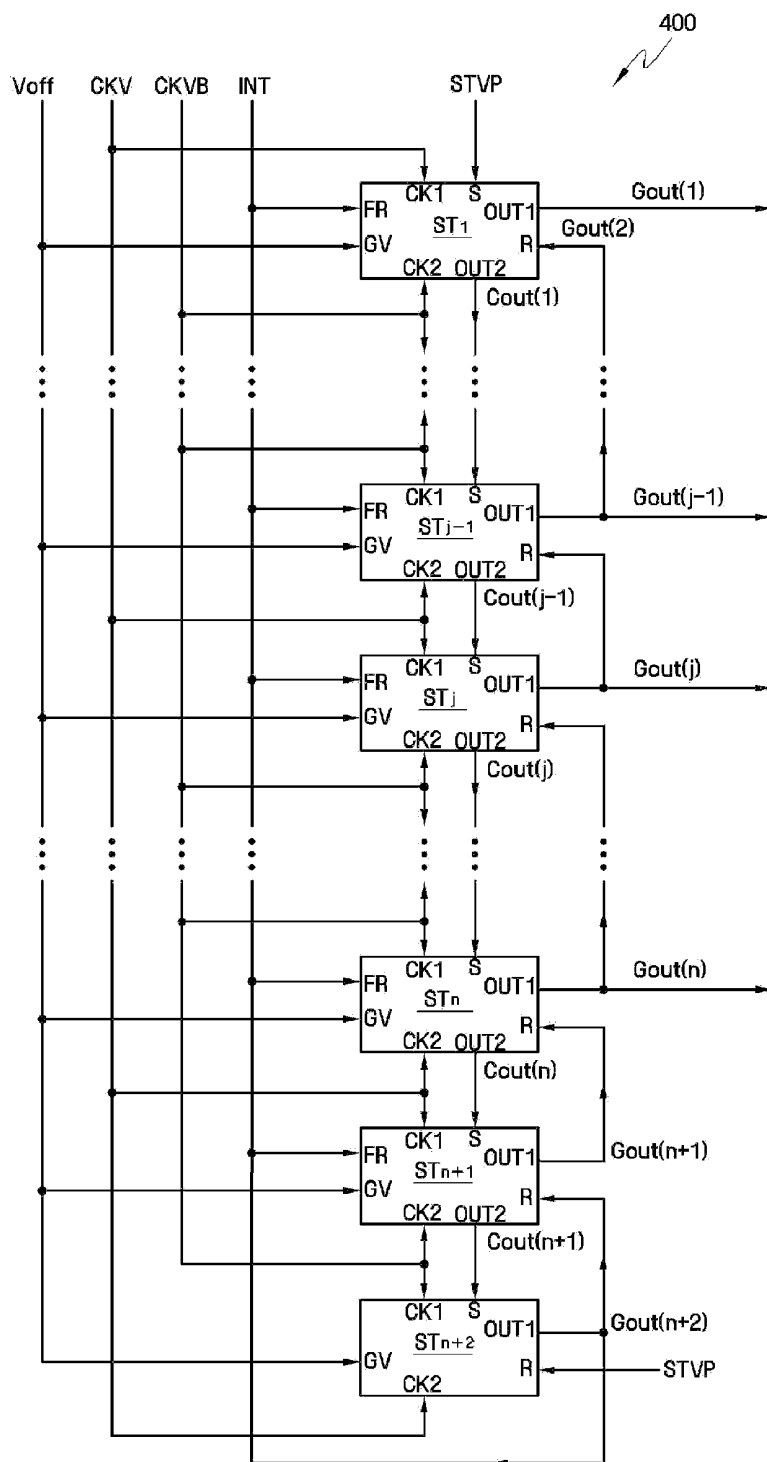 400
Voff CKV CKVB INT STVP
CK1 S
FR OUT1 Gout(1)
ST1 Gout(2)
GV R
CK2 OUT2
Cout(1)
CK1 S
FR OUT1 Gout(j-1)
STj-1
GV R
CK2 OUT2
Cout(j-1)
CK1 S
FR OUT1 Gout(j)
STj
GV R
CK2 OUT2
Cout(j)
CK1 S
FR OUT1 Gout(n)
STn
GV R
CK2 OUT2
Cout(n)
CK1 S
FR OUT1 Gout(n+1)
STn+1
GV R
CK2 OUT2
Cout(n+1)
CK1 S
OUT1 Gout(n+2)
STn+2
GV R STVP
CK2